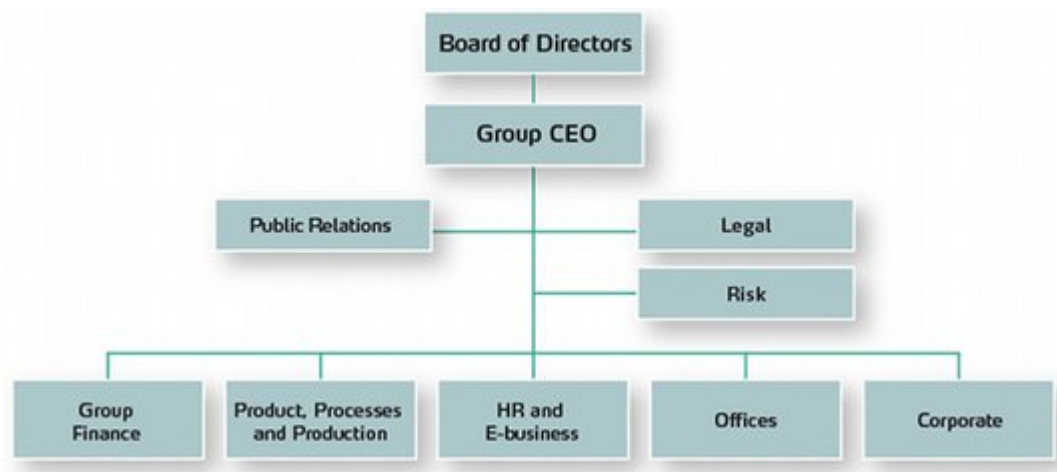 Board of Directors
Group CEO
Public Relations
Legal
Risk
Group
Finance
Product, Processes
and Production
HR and
E-business
Offices
Corporate